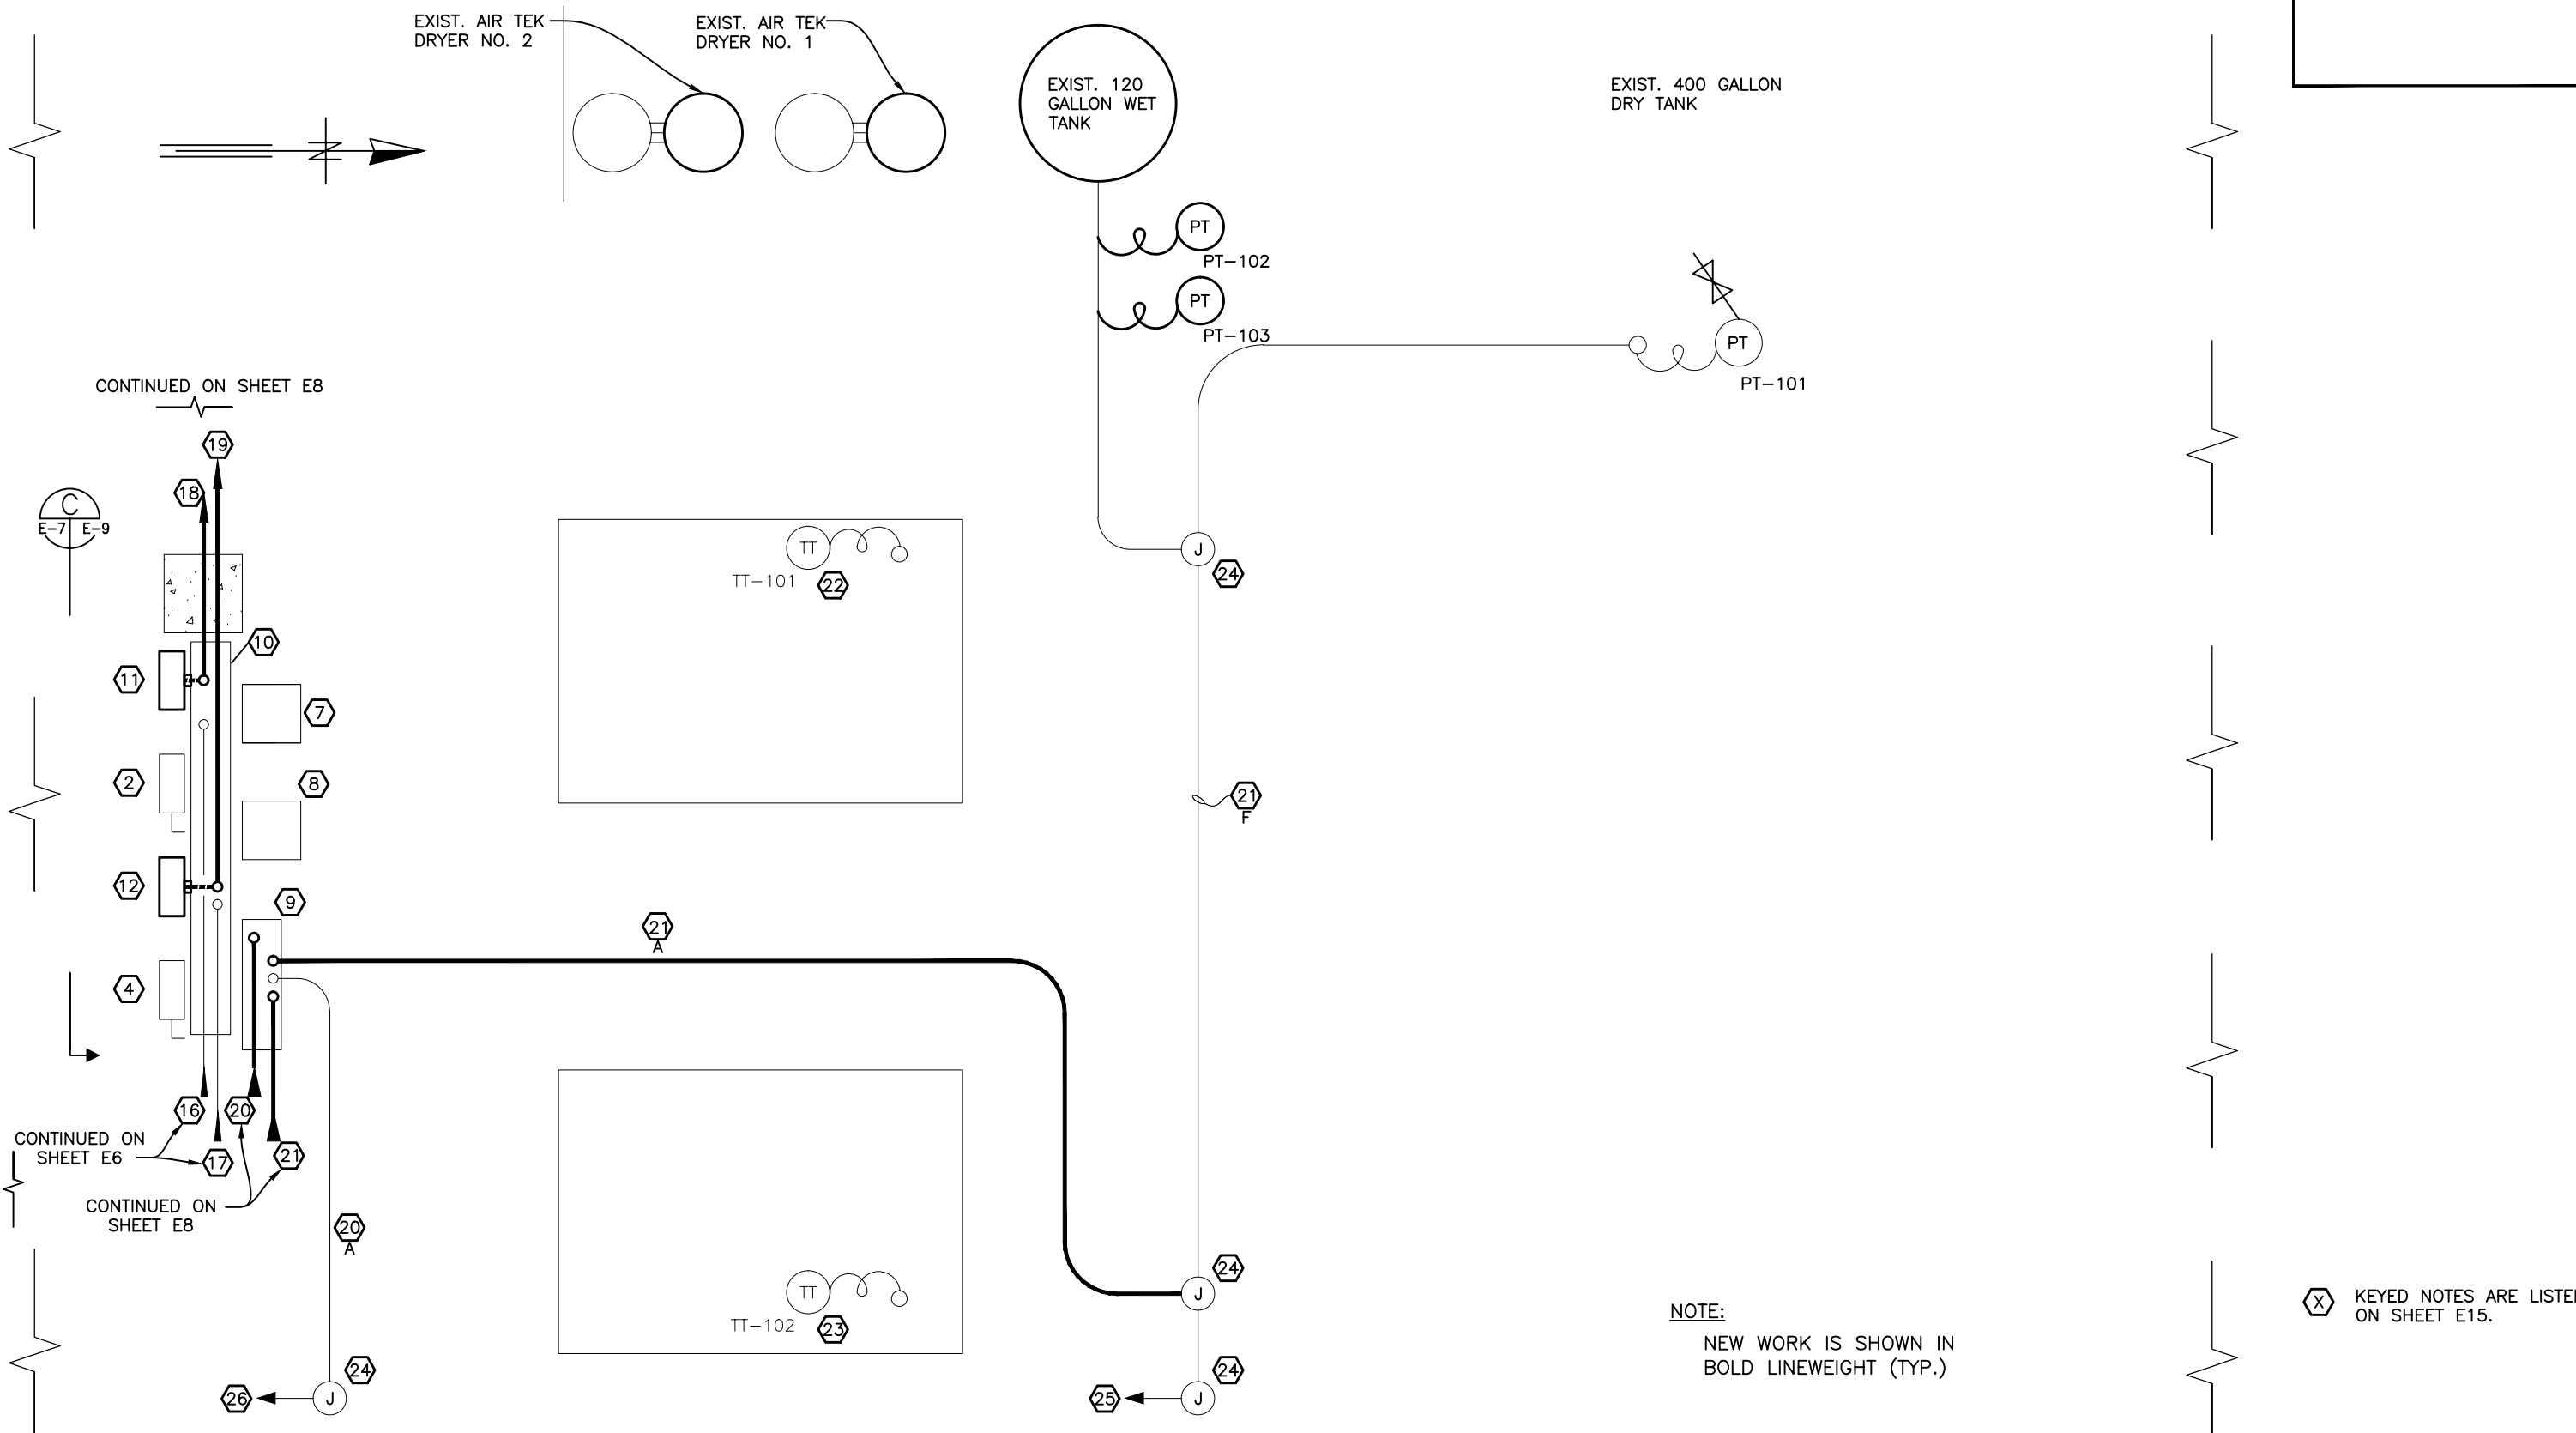 EXIST. AIR TEK
DRYER NO. 2
EXIST. AIR TEK
DRYER NO. 1
EXIST. 120
GALLON WET
TANK
EXIST. 400 GALLON
DRY TANK
N
PT
PT-102
PT
PT-103
PT
PT-101
CONTINUED ON SHEET E8
19
18
C
E-7 E-9
TT
TT-101
22
J
24
10
11
7
2
8
21
F
12
9
21
A
4
16
20
CONTINUED ON
SHEET E6
17
21
CONTINUED ON
SHEET E8
20
A
TT
TT-102
23
24
J
24
J
26
24
J
25
NOTE:
NEW WORK IS SHOWN IN
BOLD LINEWEIGHT (TYP.)
X
KEYED NOTES ARE LISTE
ON SHEET E15.